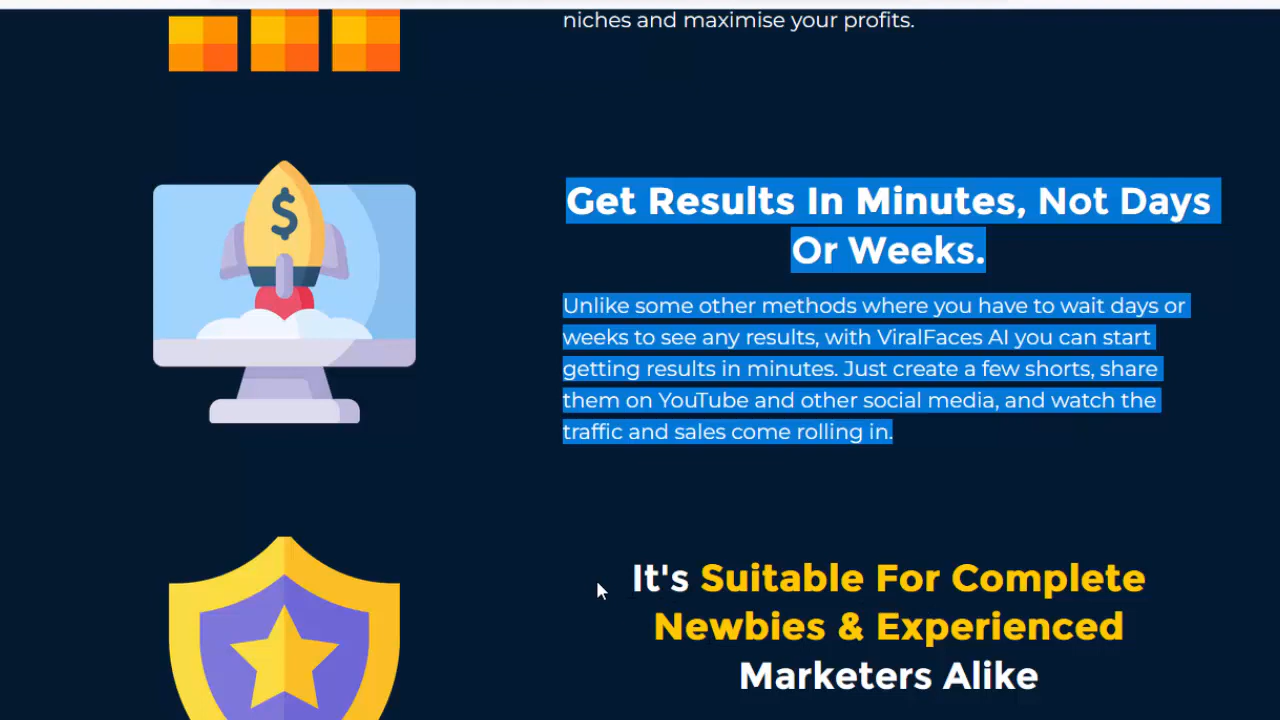 niches and maximise your profits.
$
Get Results In Minutes, Not Days
Or Weeks.
Unlike some other methods where you have to wait days or
weeks to see any results, with ViralFaces AI you can start
getting results in minutes. Just create a few shorts, share
them on YouTube and other social media, and watch the
traffic and sales come rolling in.
It's Suitable For Complete
Newbies & Experienced
Marketers Alike